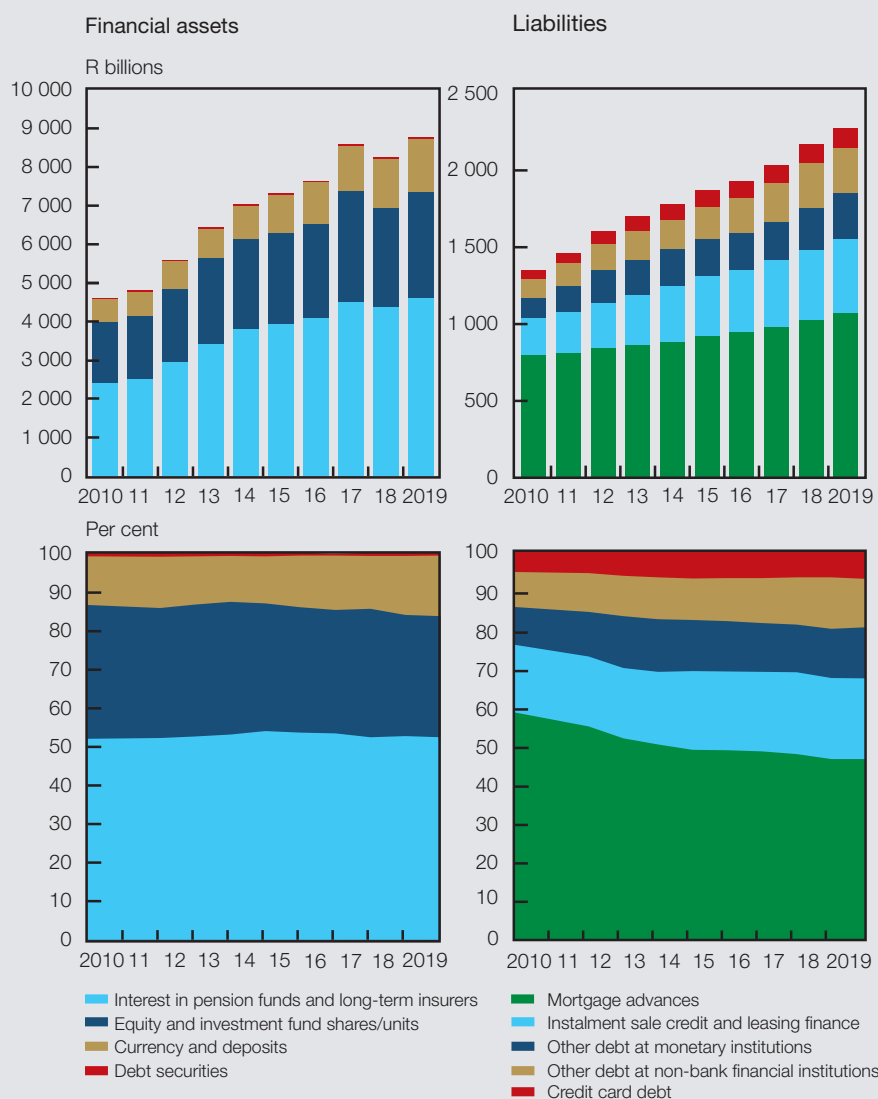 Financial assets
R billions
10 000
9 000
8 000
7 000
6 000
5 000
4 000
3 000
2 000
1 000
0
2010 11 12 13 14 15 16 17 18 2019
Liabilities
2 500
2 000
1 500
1 000
500
0
2010 11 12 13 14 15 16 17 18 2019
Per cent
100
90
80
70
60
50
40
30
20
10
0
2010 11 12 13 14 15 16 17 18 2019
100
90
80
70
60
50
40
30
20
10
0
2010 11 12 13 14 15 16 17 18 2019
Interest in pension funds and long-term insurers
Equity and investment fund shares/units
Currency and deposits
Debt securities
Mortgage advances
Instalment sale credit and leasing finance
Other debt at monetary institutions
Other debt at non-bank financial institutions
Credit card debt